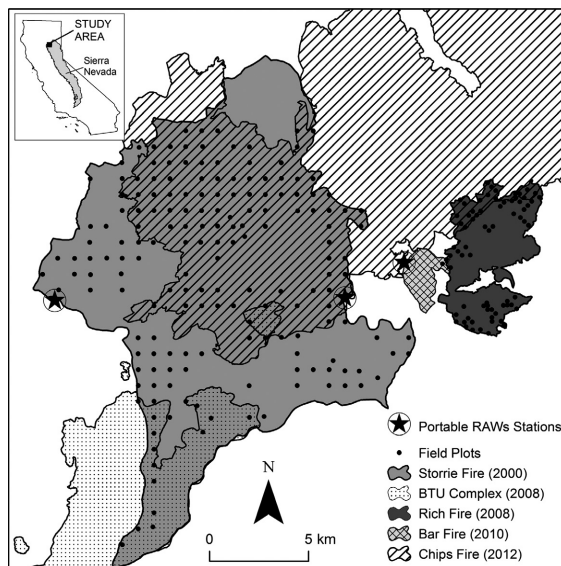 STUDY
AREA
Sierra
Nevada
Portable RAWs Stations
Field Plots
Storrie Fire (2000)
BTU Complex (2008)
Rich Fire (2008)
Bar Fire (2010)
Chips Fire (2012)
N
0 5 km